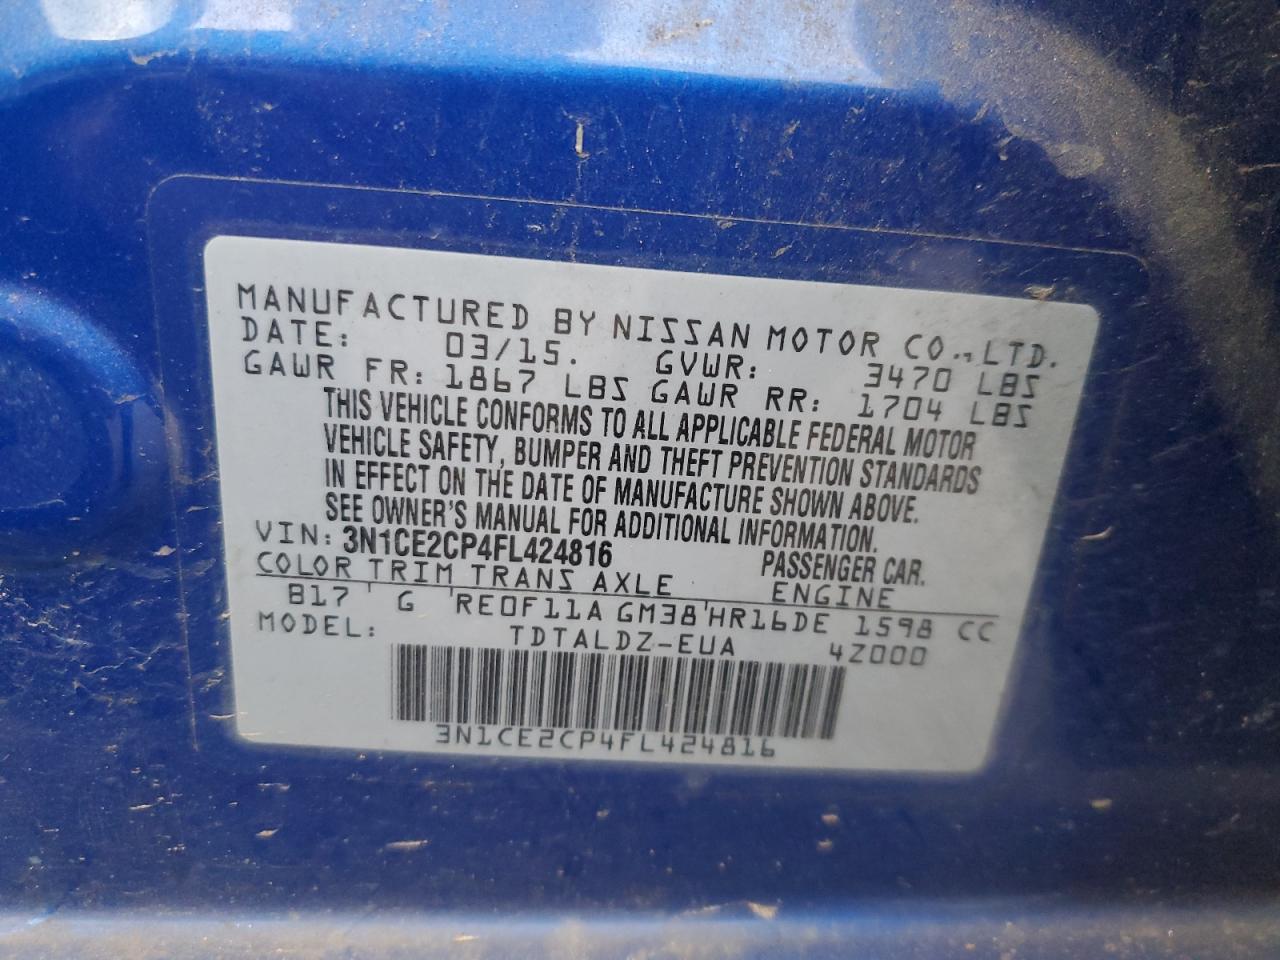 MANUFACTURED BY NISSAN MOTOR CO., LTD.
DATE: 03/15. GVWR: 3470 LBS
GAWR FR: 1867 LBS GAWR RR: 1704 LBS
THIS VEHICLE CONFORMS TO ALL APPLICABLE FEDERAL MOTOR
VEHICLE SAFETY, BUMPER AND THEFT PREVENTION STANDARDS
IN EFFECT ON THE DATE OF MANUFACTURE SHOWN ABOVE.
SEE OWNER'S MANUAL FOR ADDITIONAL INFORMATION.
VIN: 3N1CE2CP4FL424816 PASSENGER CAR.
COLOR TRIM TRANS AXLE ENGINE
B17 G RE0F11A GM38 HR16DE 1598 CC
MODEL: TDTALDZ-EUA 4Z000
3N1CE2CP4FL424816